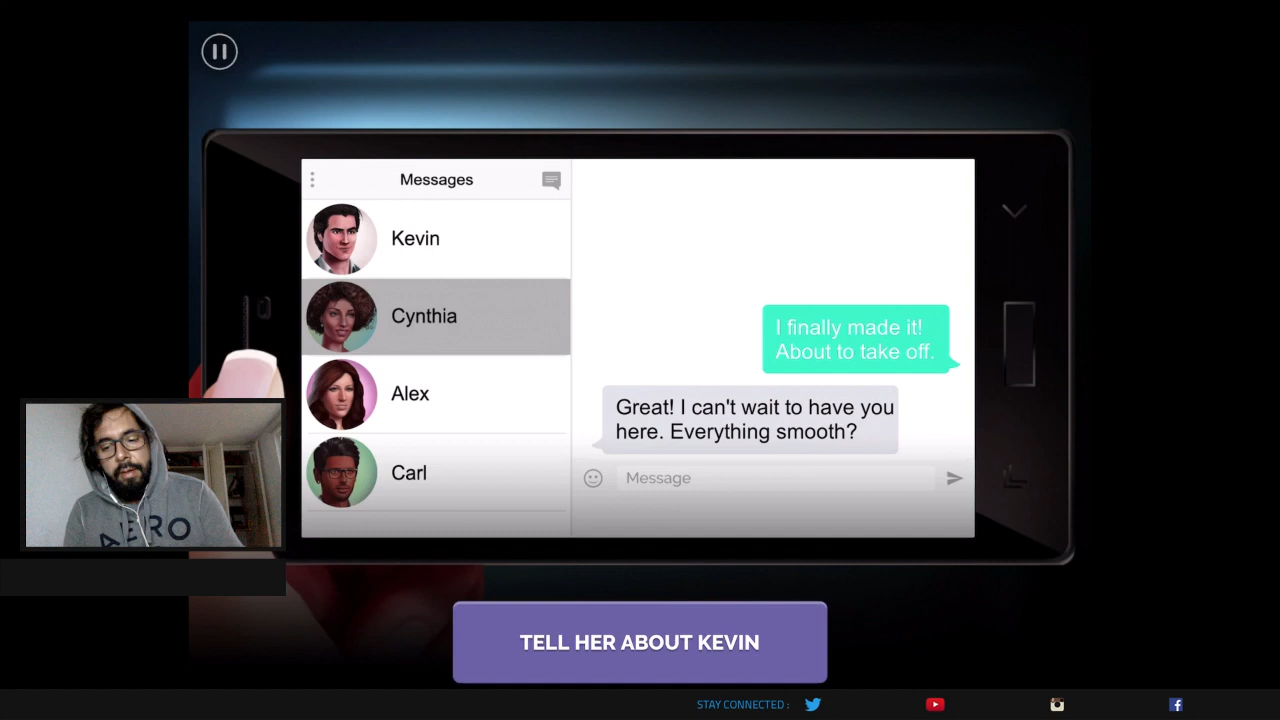 Messages
Kevin
Cynthia
Alex
Carl
I finally made it!
About to take off.
Great! I can't wait to have you
here. Everything smooth?
Message
AERO
TELL HER ABOUT KEVIN
STAY CONNECTED :